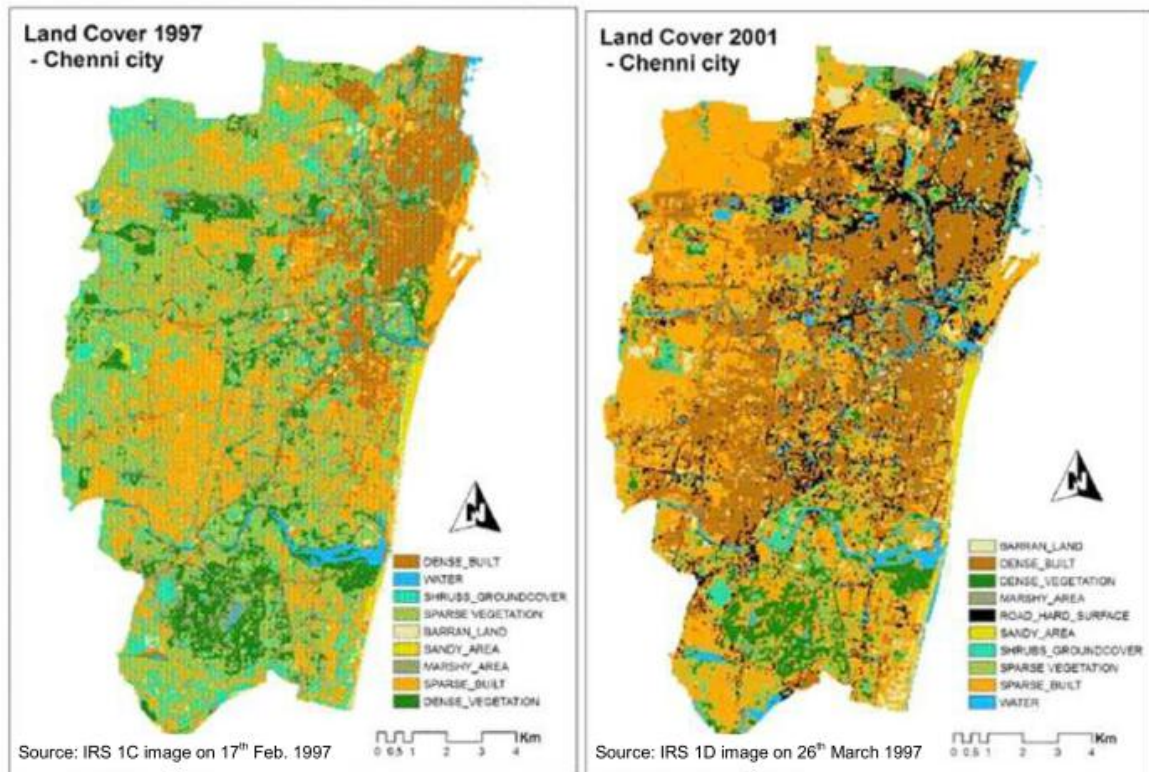 Land Cover 1997
- Chenni city
DENSE_BUILT
WATER
SHRUBS_GROUNDCOVER
SPARSE VEGETATION
BARRAN_LAND
SANDY_AREA
MARSHY_AREA
SPARSE_BUILT
DENSE_VEGETATION
N
Km
0 0.5 1 2 3 4
Source: IRS 1C image on 17th Feb. 1997
Land Cover 2001
- Chenni city
N
BARRAN_LAND
DENSE_BUILT
DENSE_VEGETATION
MARSHY_AREA
ROAD_HARD_SURFACE
SANDY_AREA
SHRUBS_GROUNDCOVER
SPARSE VEGETATION
SPARSE_BUILT
WATER
Km
0 0.5 1 2 3 4
Source: IRS 1D image on 26th March 1997